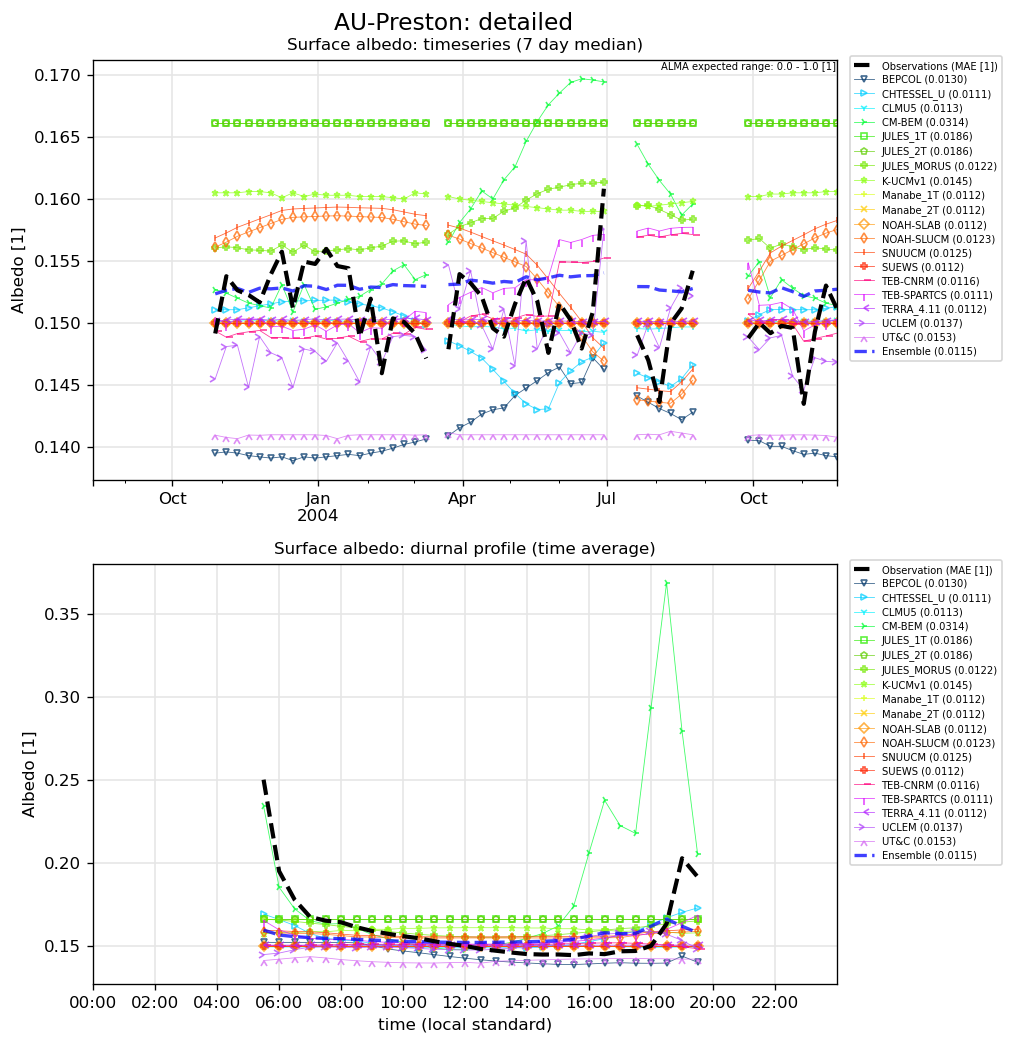 AU-Preston: detailed
Surface albedo: timeseries (7 day median)
ALMA expected range: 0.0 - 1.0 [1]
Albedo [1]
0.170
0.165
0.160
0.155
0.150
0.145
0.140
Oct
Jan
2004
Apr
Jul
Oct
Observations (MAE [1])
BEPCOL (0.0130)
CHTESSEL_U (0.0111)
CLMU5 (0.0113)
CM-BEM (0.0314)
JULES_1T (0.0186)
JULES_2T (0.0186)
JULES_MORUS (0.0122)
K-UCMv1 (0.0145)
Manabe_1T (0.0112)
Manabe_2T (0.0112)
NOAH-SLAB (0.0112)
NOAH-SLUCM (0.0123)
SNUUCM (0.0125)
SUEWS (0.0112)
TEB-CNRM (0.0116)
TEB-SPARTCS (0.0111)
TERRA_4.11 (0.0112)
UCLEM (0.0137)
UT&C (0.0153)
Ensemble (0.0115)
Surface albedo: diurnal profile (time average)
Albedo [1]
0.35
0.30
0.25
0.20
0.15
00:00
02:00
04:00
06:00
08:00
10:00
12:00
14:00
16:00
18:00
20:00
22:00
time (local standard)
Observation (MAE [1])
BEPCOL (0.0130)
CHTESSEL_U (0.0111)
CLMU5 (0.0113)
CM-BEM (0.0314)
JULES_1T (0.0186)
JULES_2T (0.0186)
JULES_MORUS (0.0122)
K-UCMv1 (0.0145)
Manabe_1T (0.0112)
Manabe_2T (0.0112)
NOAH-SLAB (0.0112)
NOAH-SLUCM (0.0123)
SNUUCM (0.0125)
SUEWS (0.0112)
TEB-CNRM (0.0116)
TEB-SPARTCS (0.0111)
TERRA_4.11 (0.0112)
UCLEM (0.0137)
UT&C (0.0153)
Ensemble (0.0115)